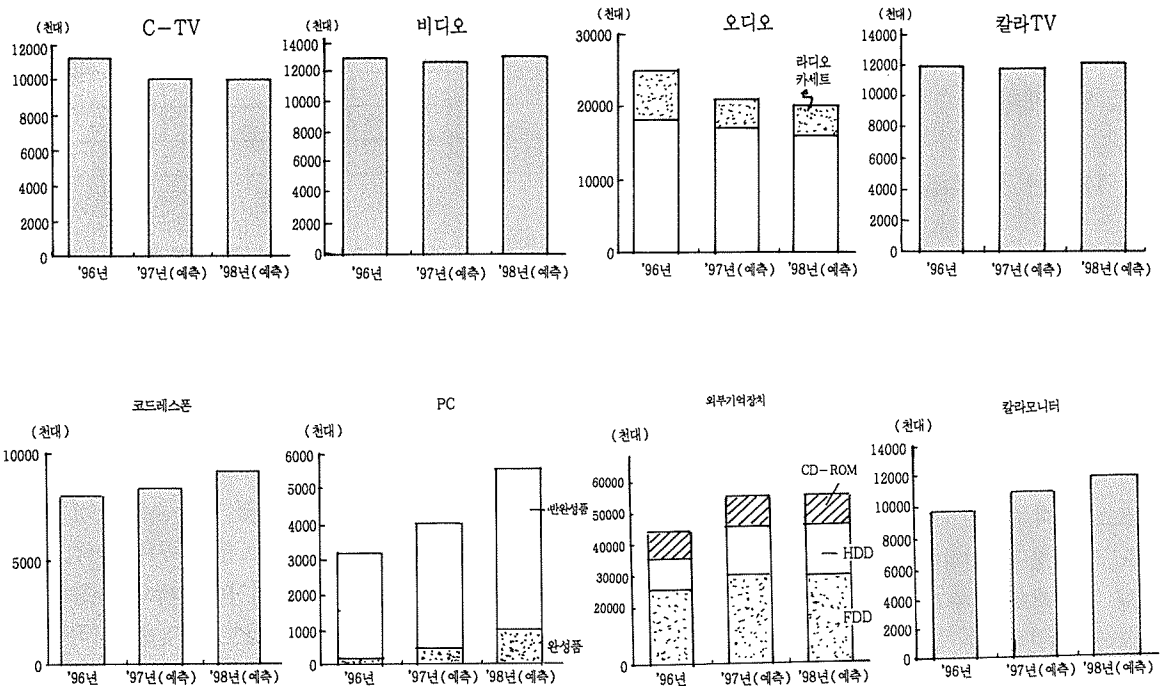 (천대)
C-TV
12000
10000
8000
6000
4000
2000
0
'96년
'97년(예측)
'98년(예측)
(천대)
비디오
14000
12000
10000
8000
6000
4000
2000
0
'96년
'97년(예측)
'98년(예측)
(천대)
오디오
30000
20000
10000
0
라디오
카세트
'96년
'97년(예측)
'98년(예측)
(천대)
칼라TV
14000
12000
12000
8000
6000
4000
2000
0
'96년
'97년(예측)
'98년(예측)
코드레스폰
(천대)
10000
5000
0
'96년
'97년(예측)
'98년(예측)
PC
(천대)
6000
5000
4000
3000
2000
1000
0
반완성품
완성품
'96년
'97년(예측)
'98년(예측)
외부기억장치
(천대)
60000
50000
40000
30000
20000
0
CD-ROM
HDD
FDD
'96년
'97년(예측)
'98년(예측)
칼라모니터
(천대)
14000
12000
10000
8000
6000
4000
2000
0
'96년
'97년(예측)
'98년(예측)